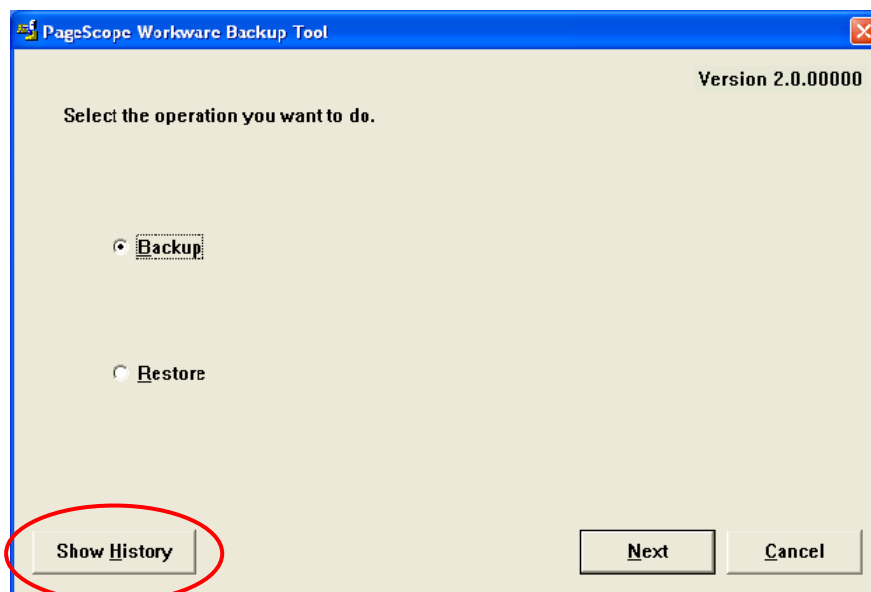 PageScope Workware Backup Tool
Version 2.0.00000
Select the operation you want to do.
Backup
Restore
Show History
Next
Cancel